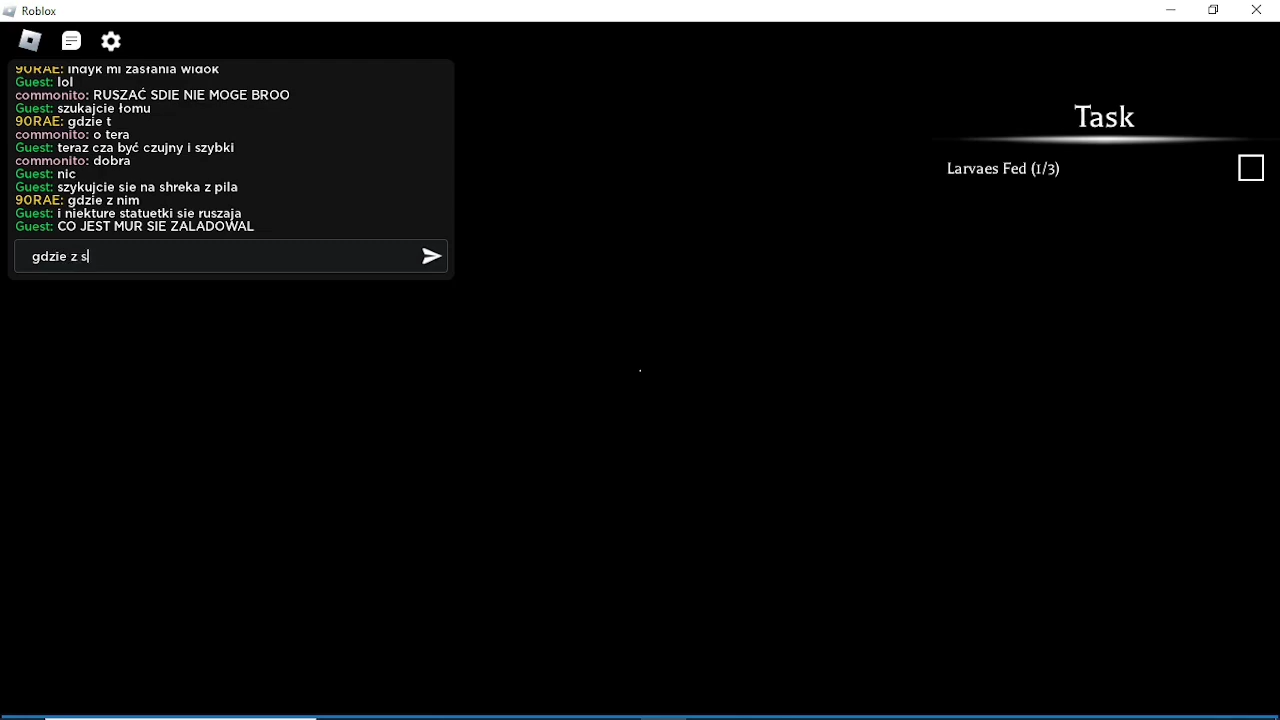 Roblox
90RAE: indyk mi zasłania widok
Guest: lol
commonito: RUSZAĆ SDIE NIE MOGE BROO
Guest: szukajcie łomu
90RAE: gdzie t
commonito: o tera
Guest: teraz cza być czujny i szybki
commonito: dobra
Guest: nic
Guest: szykujcie sie na shreka z pila
90RAE: gdzie z nim
Guest: i niekture statuetki sie ruszaja
Guest: CO JEST MUR SIE ZALADOWAL
gdzie z s
Task
Larvaes Fed (1/3)